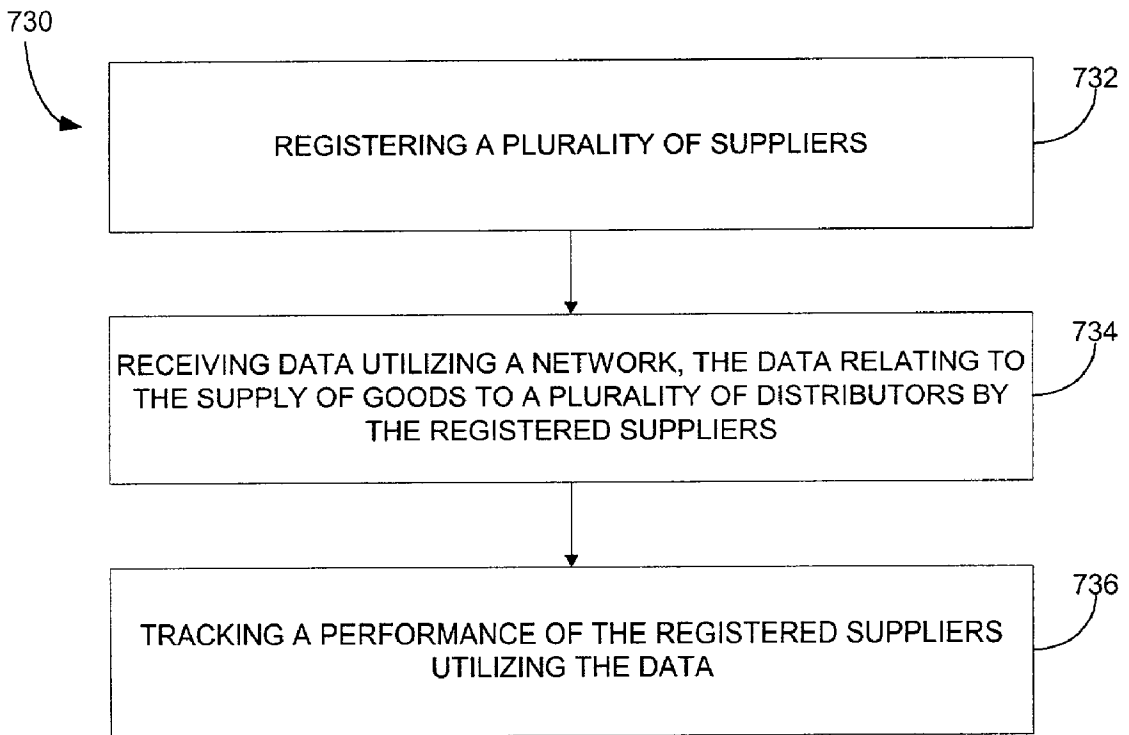 730
732
REGISTERING A PLURALITY OF SUPPLIERS
734
RECEIVING DATA UTILIZING A NETWORK, THE DATA RELATING TO
THE SUPPLY OF GOODS TO A PLURALITY OF DISTRIBUTORS BY
THE REGISTERED SUPPLIERS
736
TRACKING A PERFORMANCE OF THE REGISTERED SUPPLIERS
UTILIZING THE DATA